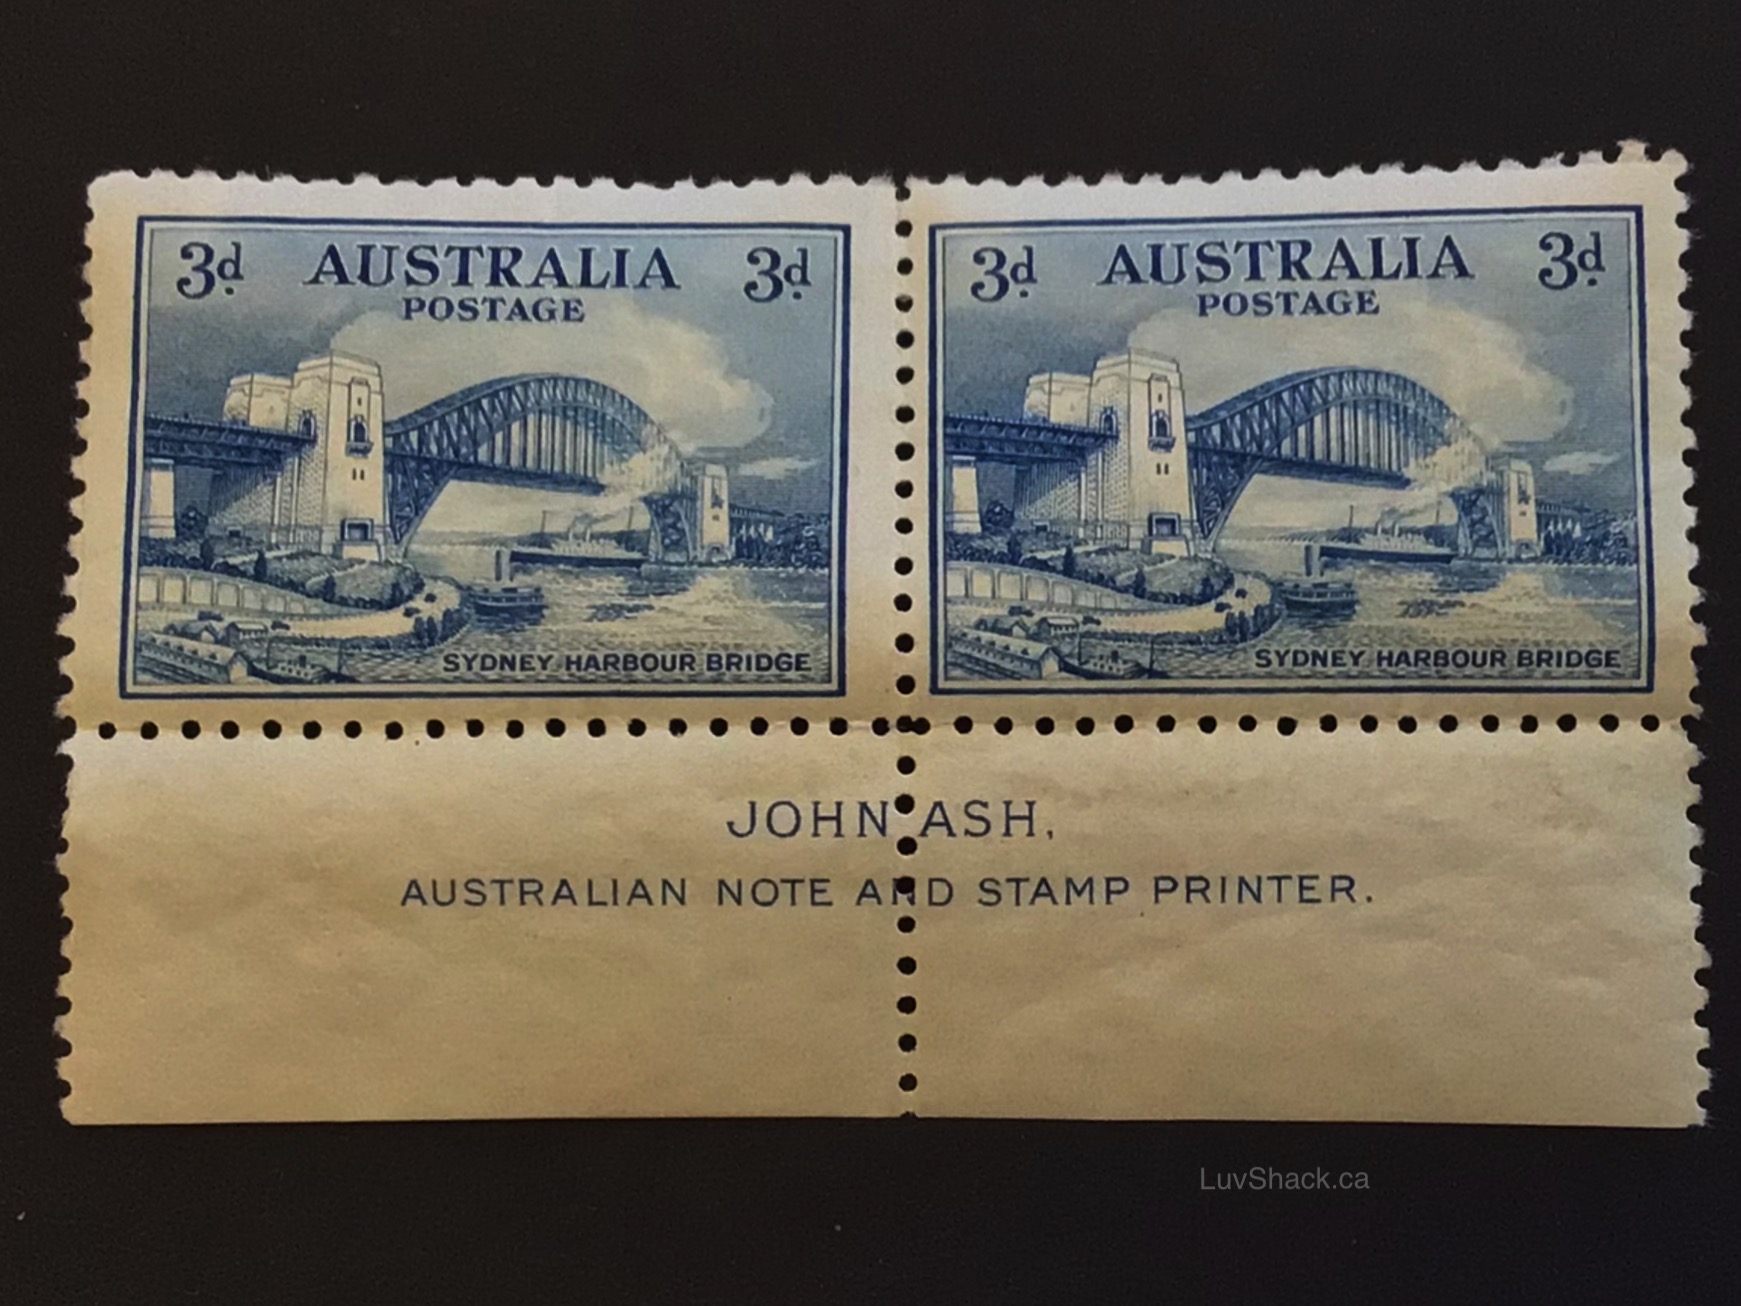 3d AUSTRALIA 3d
POSTAGE
SYDNEY HARBOUR BRIDGE
3d AUSTRALIA 3d
POSTAGE
SYDNEY HARBOUR BRIDGE
JOHN ASH,
AUSTRALIAN NOTE AND STAMP PRINTER.
LuvShack.ca